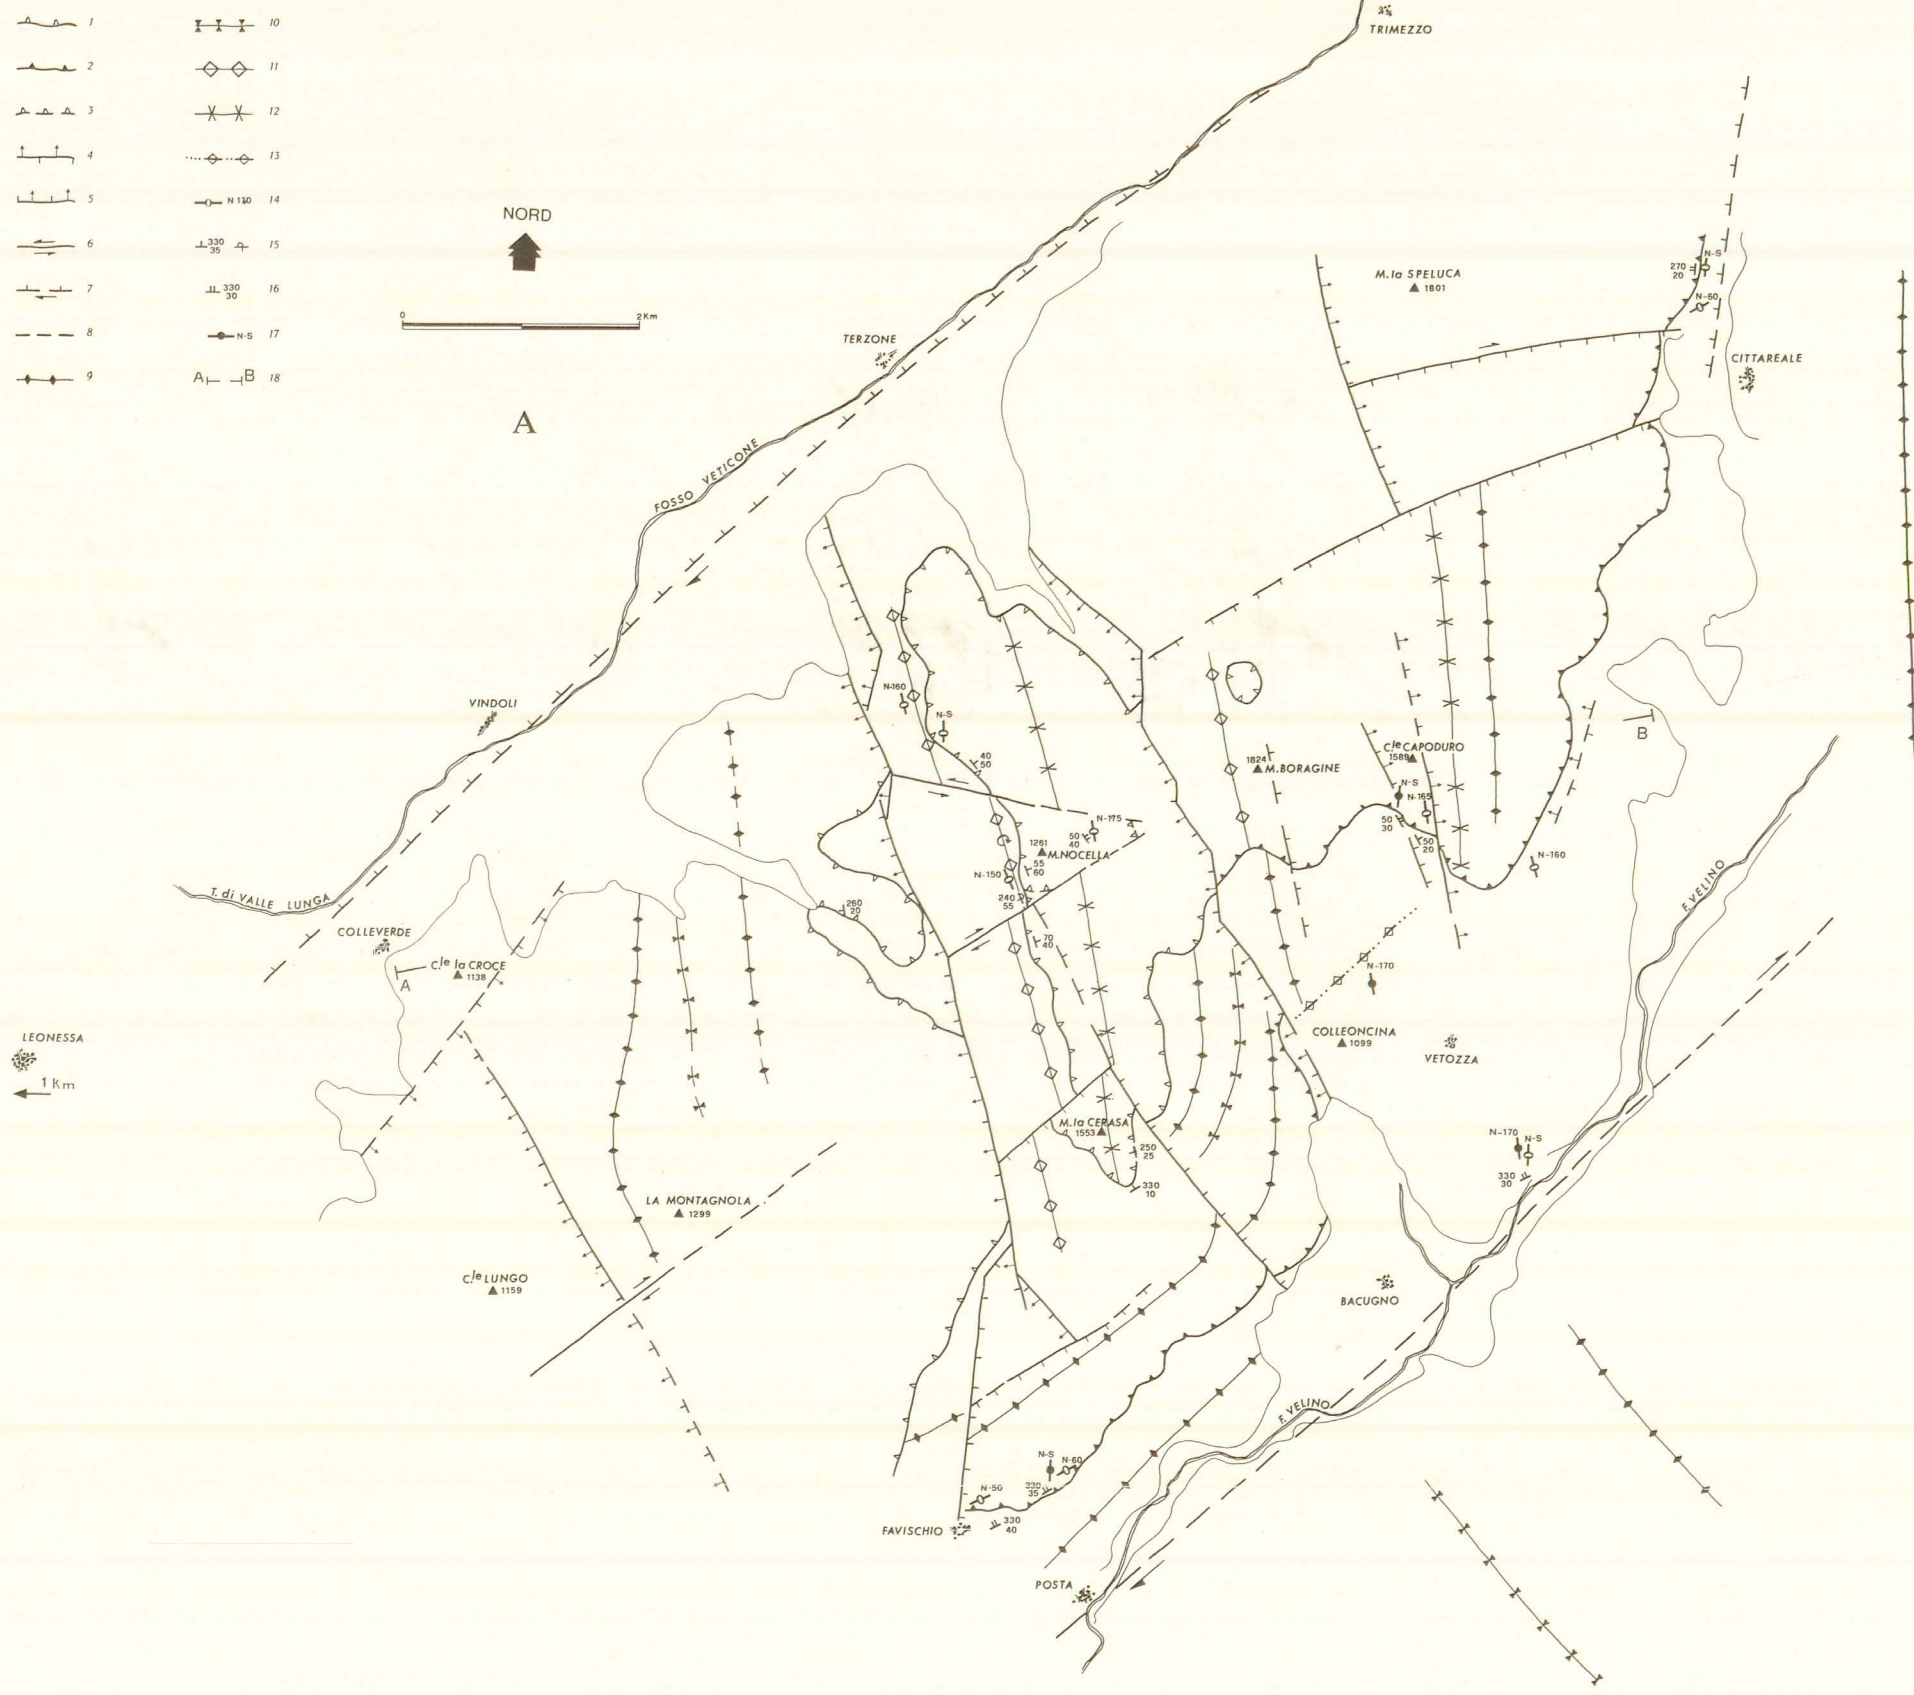 1
2
3
4
5
6
7
8
9
10
11
12
13
N 110 14
330
35
15
330
30
16
N-S 17
A B 18
NORD
0 2 Km
A
TRIMEZZO
M. la SPELUCA
1801
270
20
N-S
N-60
CITTAREALE
TERZONE
FOSSO VETICONE
VINDOLI
N-160
N-S
40
50
1824
M. BORAGINE
Cle CAPODURO
1589
N-S
N-165
50
30
50
20
N-160
B
N-175
50
40
1261
M. NOCELLA
55
60
N-150
240
55
260
20
70
40
T. di VALLE LUNGA
COLLEVERDE
Cle la CROCE
1138
A
LEONESSA
1 Km
F. VELINO
N-170
COLLEONCINA
1099
VETOZZA
M. la CERASA
1553
250
25
330
10
N-170
N-S
330
30
LA MONTAGNOLA
1299
Cle LUNGO
1159
BACUGNO
F. VELINO
N-S
N-60
N-50
330
35
FAVISCHIO
330
40
POSTA